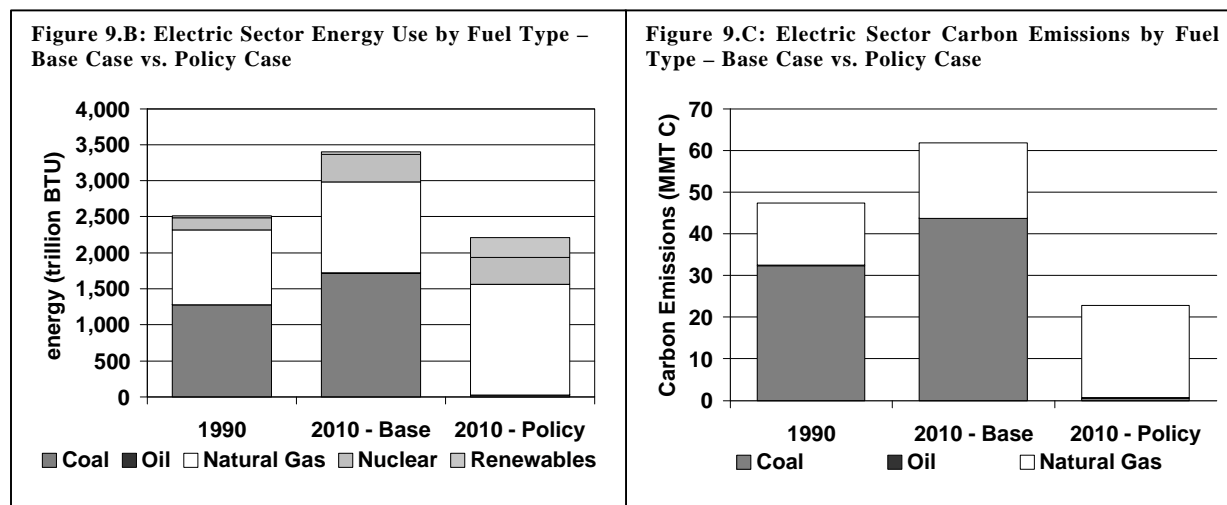 Figure 9.B: Electric Sector Energy Use by Fuel Type –
Base Case vs. Policy Case
energy (trillion BTU)
4,000
3,500
3,000
2,500
2,000
1,500
1,000
500
0
1990
2010 - Base
2010 - Policy
Coal Oil Natural Gas Nuclear Renewables
Figure 9.C: Electric Sector Carbon Emissions by Fuel
Type – Base Case vs. Policy Case
Carbon Emissions (MMT C)
70
60
50
40
30
20
10
0
1990
2010 - Base
2010 - Policy
Coal Oil Natural Gas